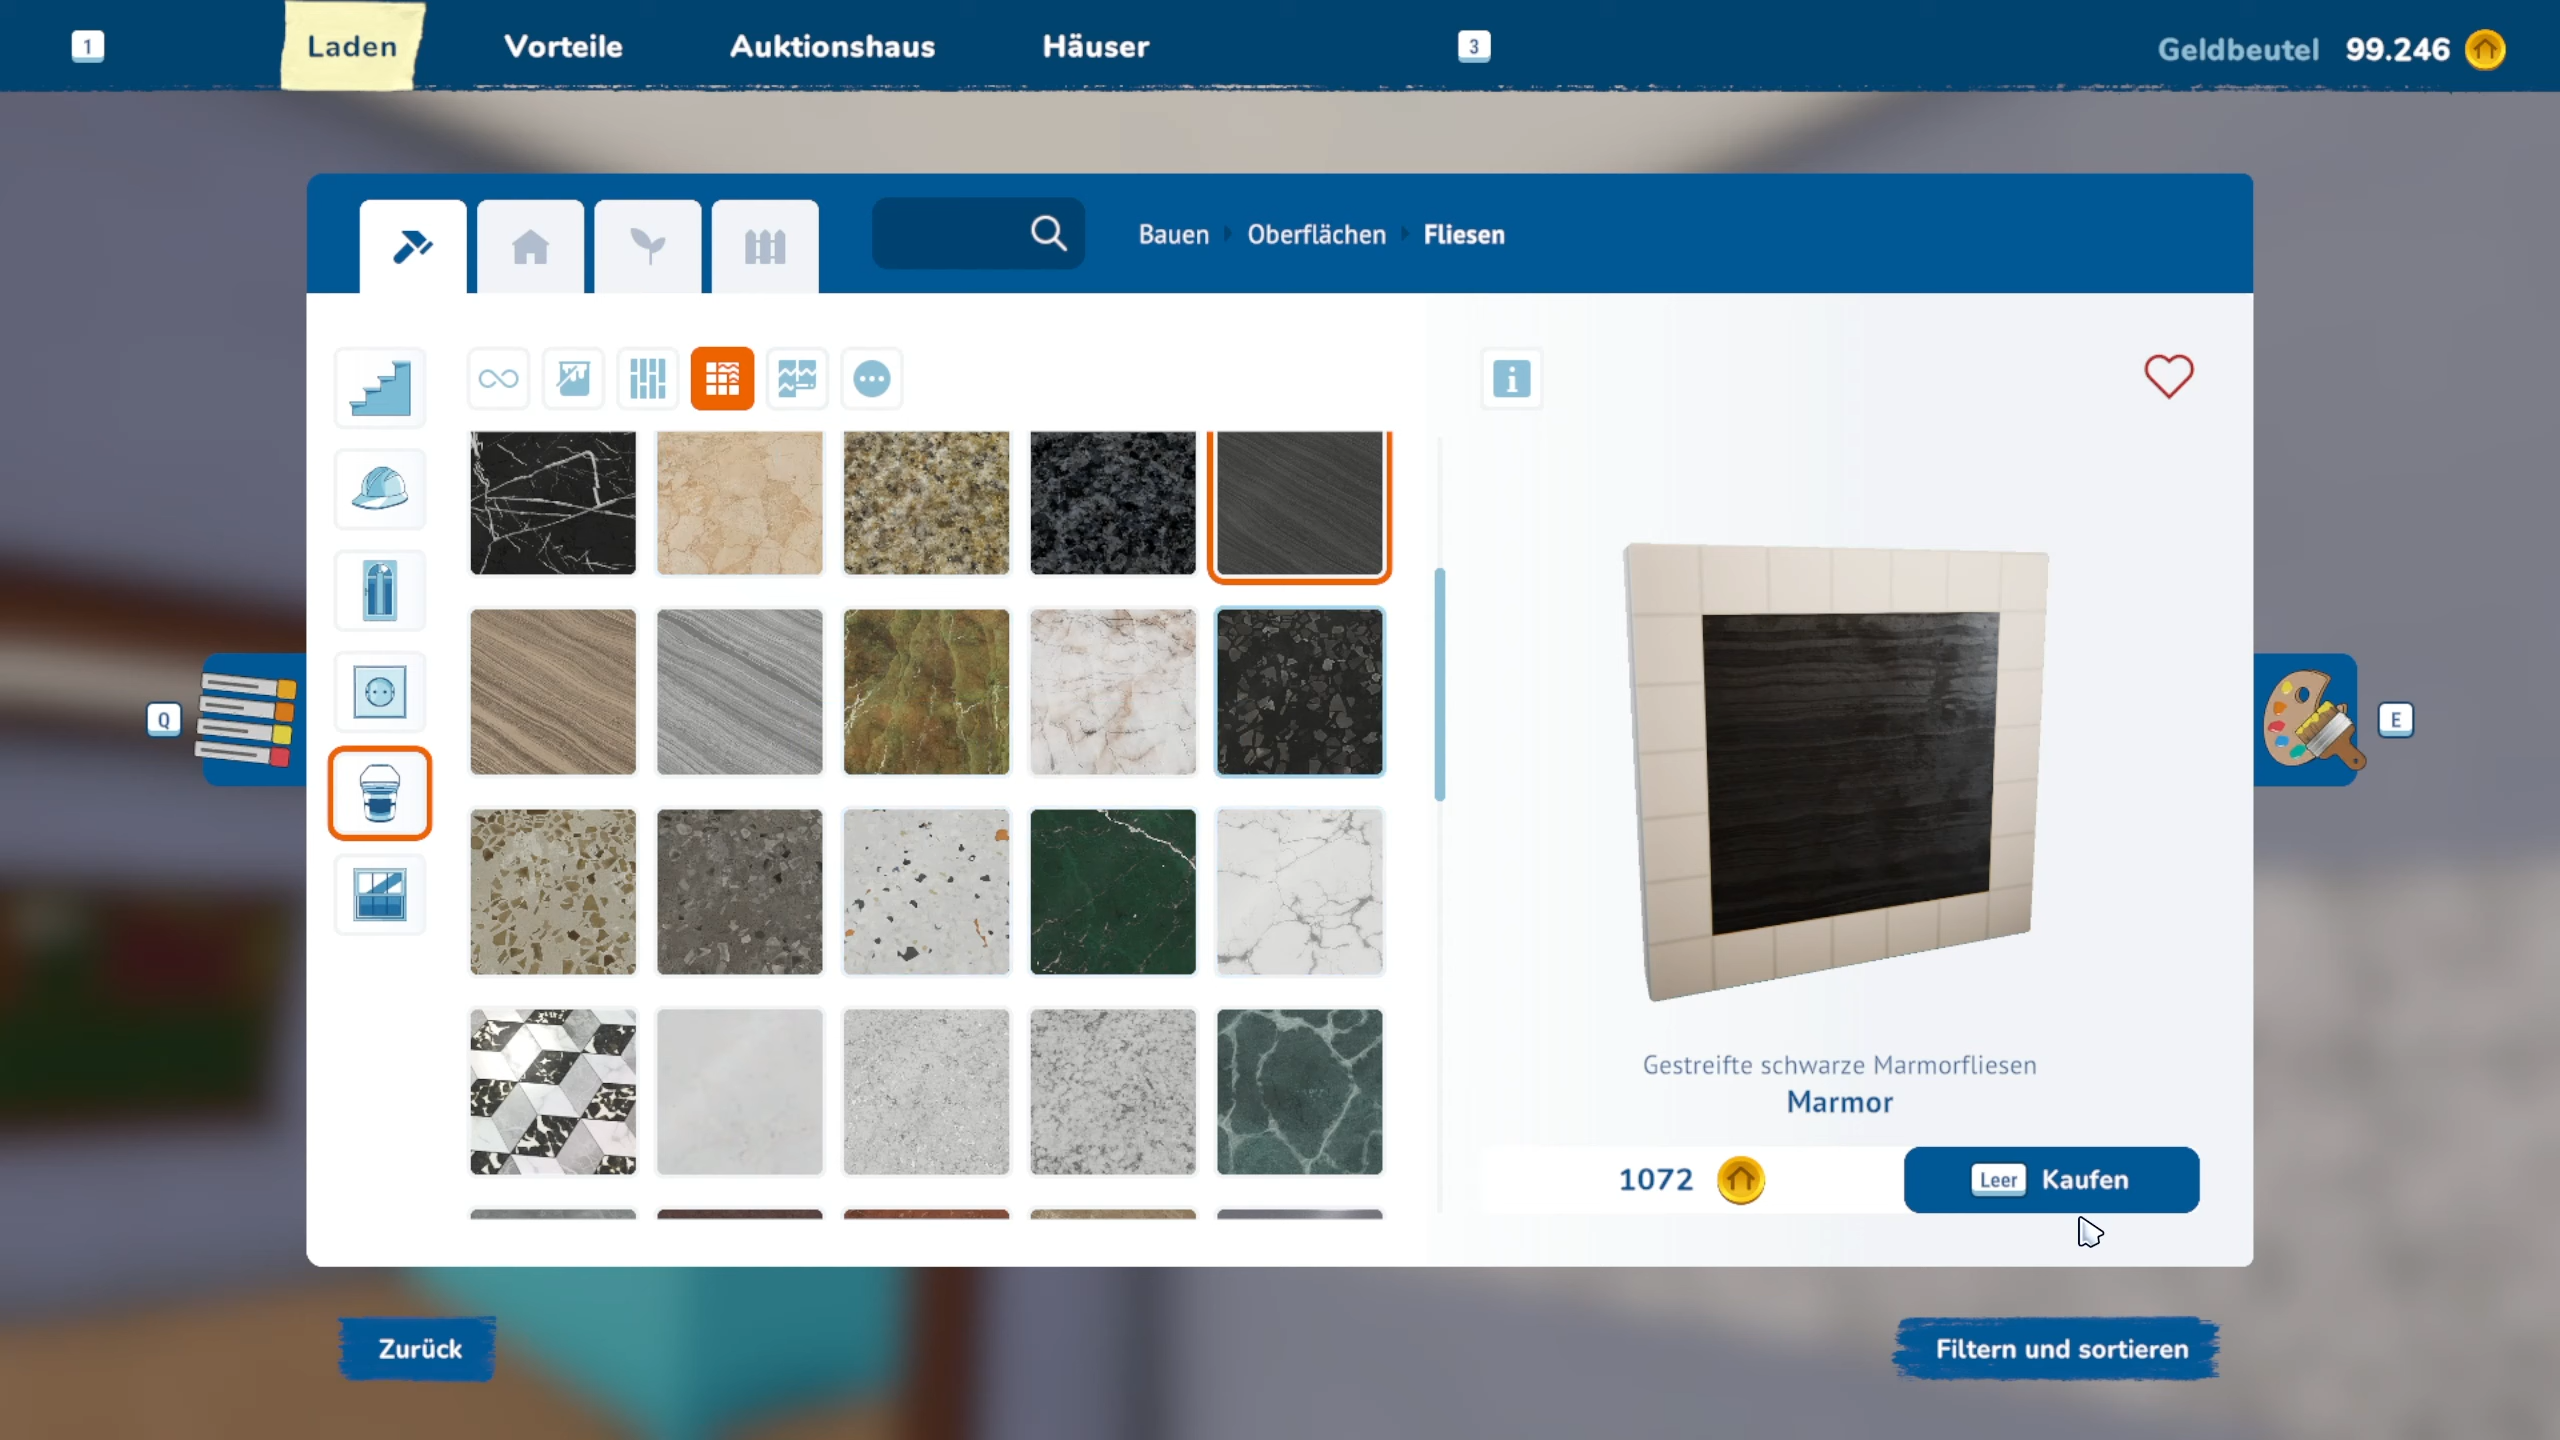 1
Laden
Vorteile
Auktionshaus
Häuser
3
Geldbeutel 99.246
Bauen
Oberflächen
Fliesen
i
Q
E
Gestreifte schwarze Marmorfliesen
Marmor
1072
Leer Kaufen
Zurück
Filtern und sortieren